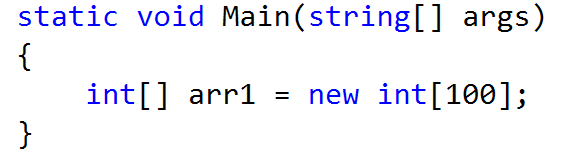 static void Main(string[] args)
{
    int[] arr1 = new int[100];
}